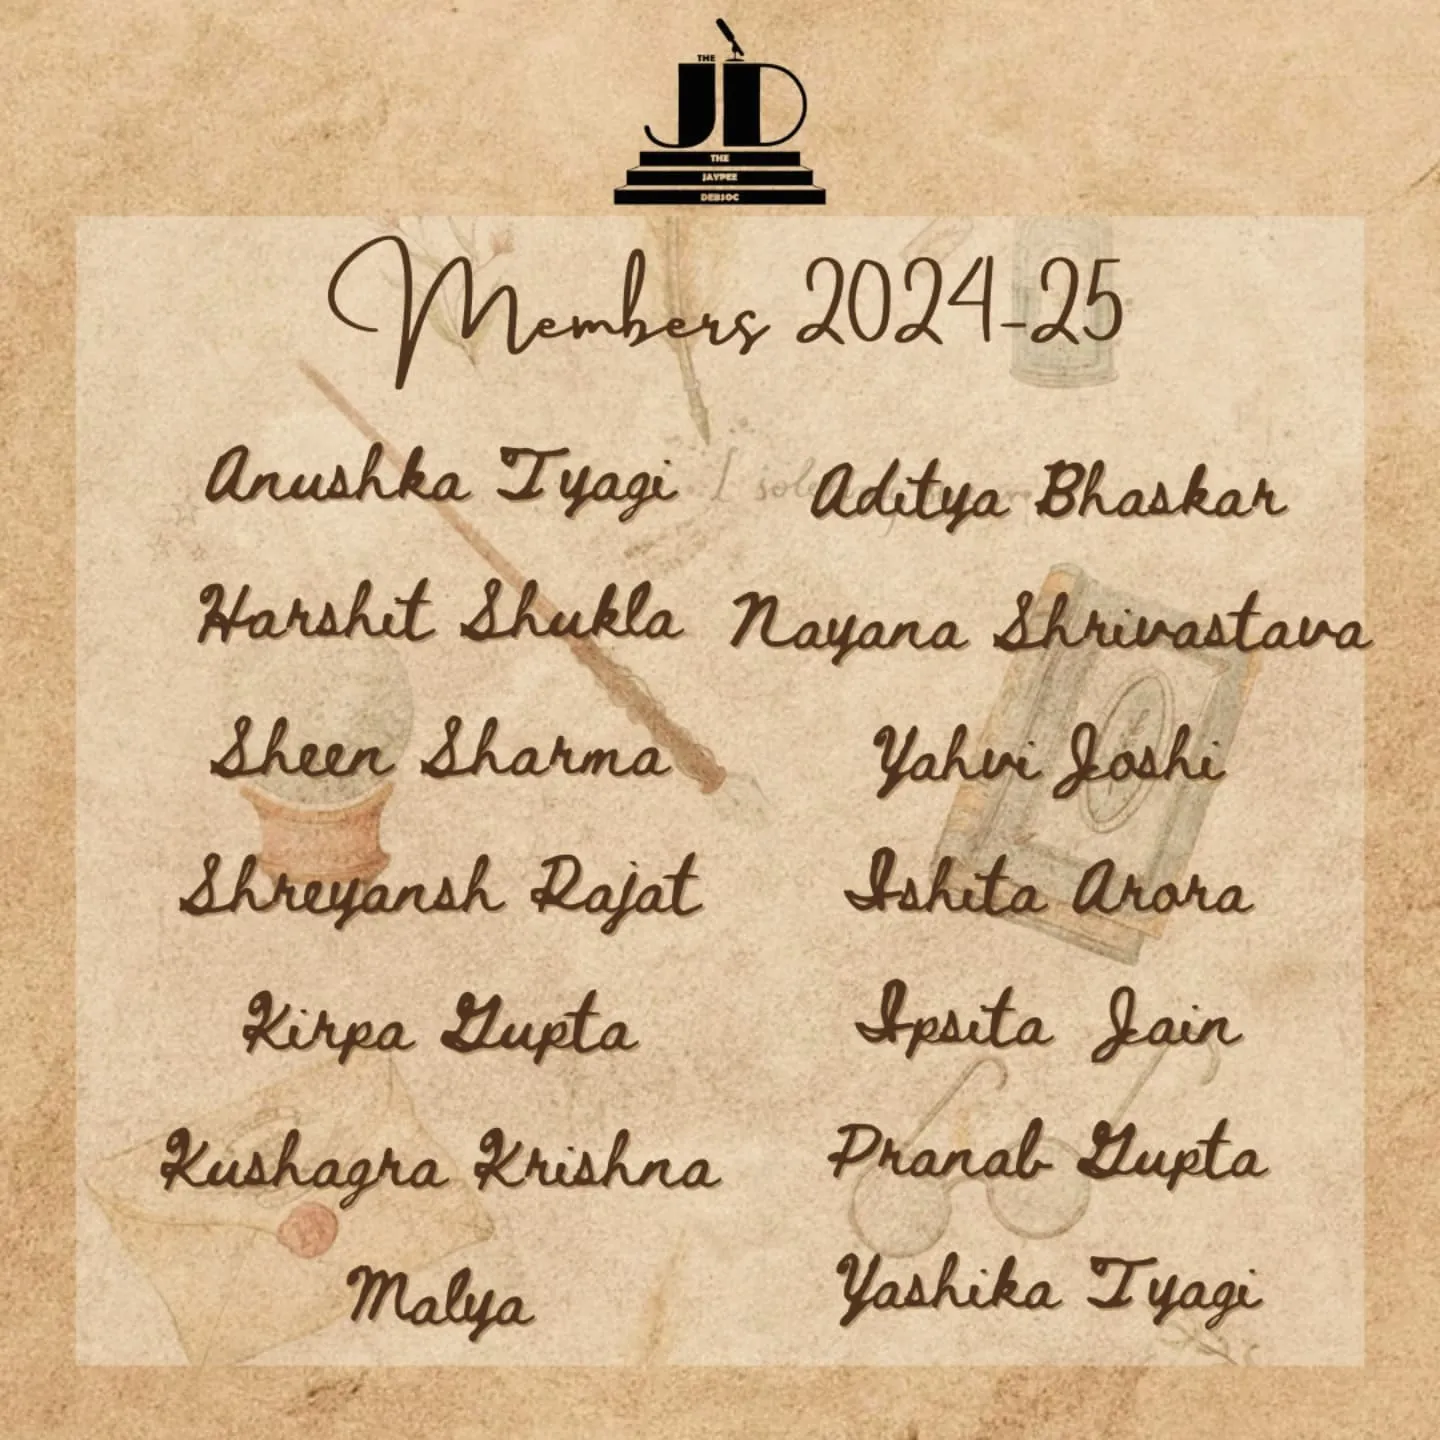 THE
JD
THE
JAYPEE
DEBSOC
Members 2024-25
Anushka Tyagi
Harshit Shukla
Sheen Sharma
Shreyansh Rajat
Kirpa Gupta
Kushagra Krishna
Malya
Aditya Bhaskar
Nayana Shrivastava
Yahvi Joshi
Ishita Arora
Ipsita Jain
Pranab Gupta
Yashika Tyagi